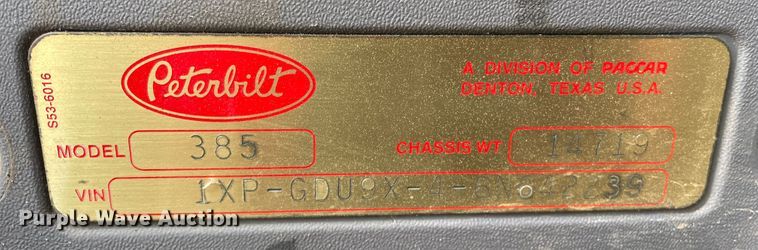 S53-6016
Peterbilt
A DIVISION OF PACCAR
DENTON, TEXAS U.S.A.
MODEL 385 CHASSIS WT 14719
VIN
Purple Wave Auction